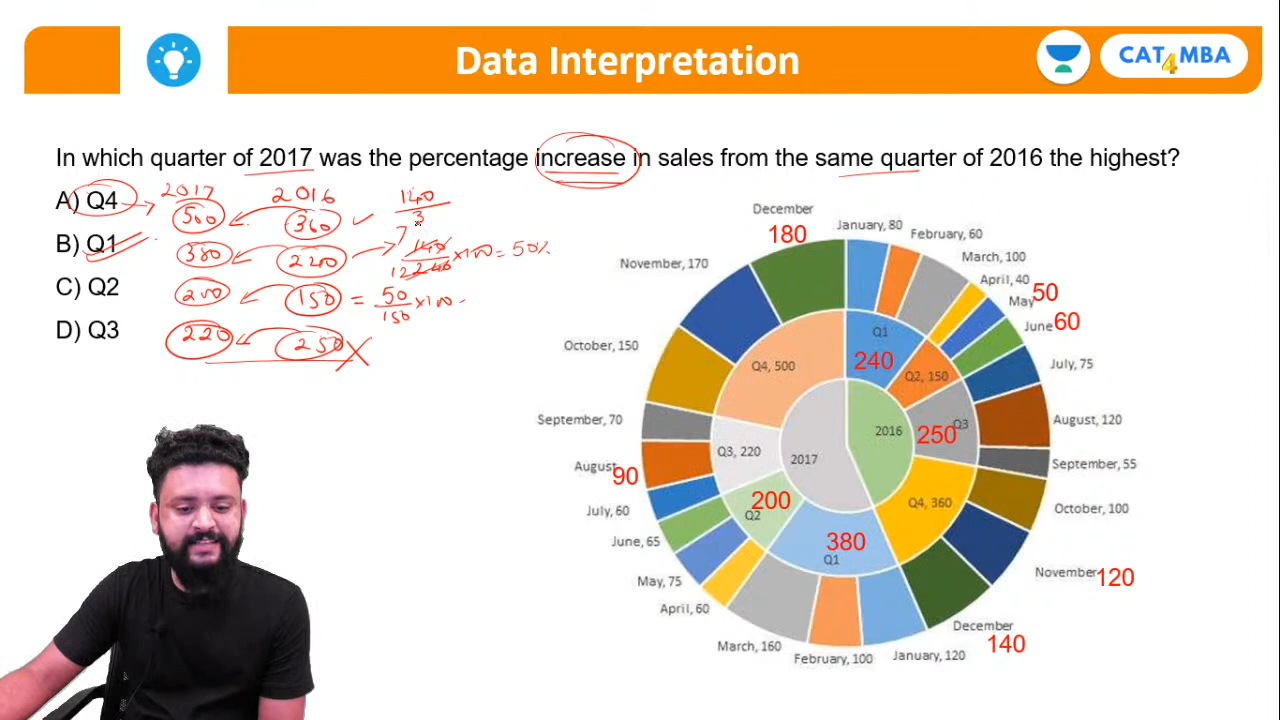 Data Interpretation
CAT4MBA
In which quarter of 2017 was the percentage increase in sales from the same quarter of 2016 the highest?
A) Q4
B) Q1
C) Q2
D) Q3
2017 2016
500 360
380
200 150 = 50/150 ×100
220 250 X
140
×100 = 50%
December
180
January, 80
February, 60
March, 100
April, 40
May 50
June 60
July, 75
August, 120
September, 55
October, 100
November 120
December
140
January, 120
February, 100
March, 160
April, 60
May, 75
June, 65
July, 60
August 90
September, 70
October, 150
November, 170
Q1
240
Q2, 150
250 Q3
Q4, 360
380
Q1
200
Q2
Q3, 220
Q4, 500
2016
2017